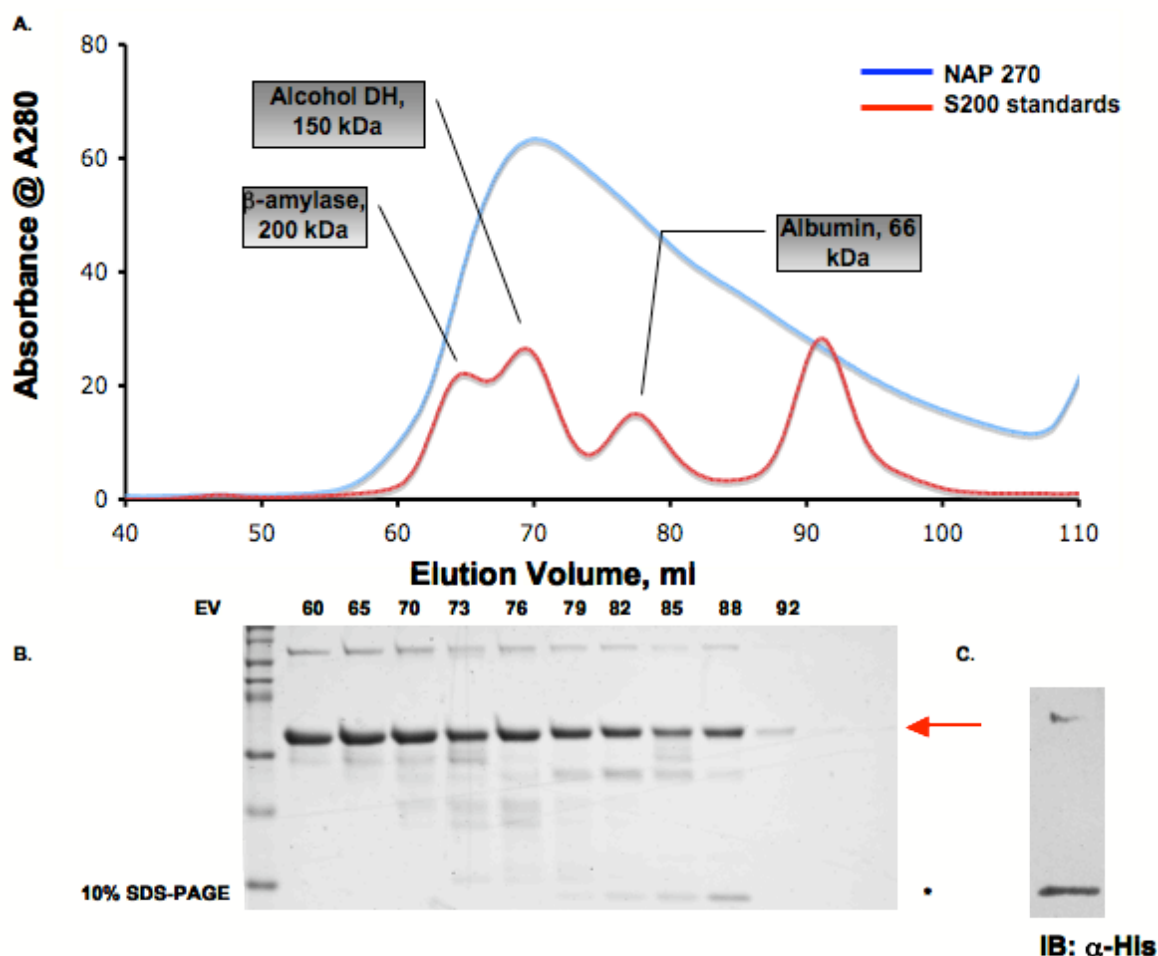 A.
80
60
40
20
0
Absorbance @ A280
Alcohol DH,
150 kDa
β-amylase,
200 kDa
Albumin, 66
kDa
NAP 270
S200 standards
40 50 60 70 80 90 100 110
Elution Volume, ml
EV 60 65 70 73 76 79 82 85 88 92
B.
C.
10% SDS-PAGE
IB: α-His